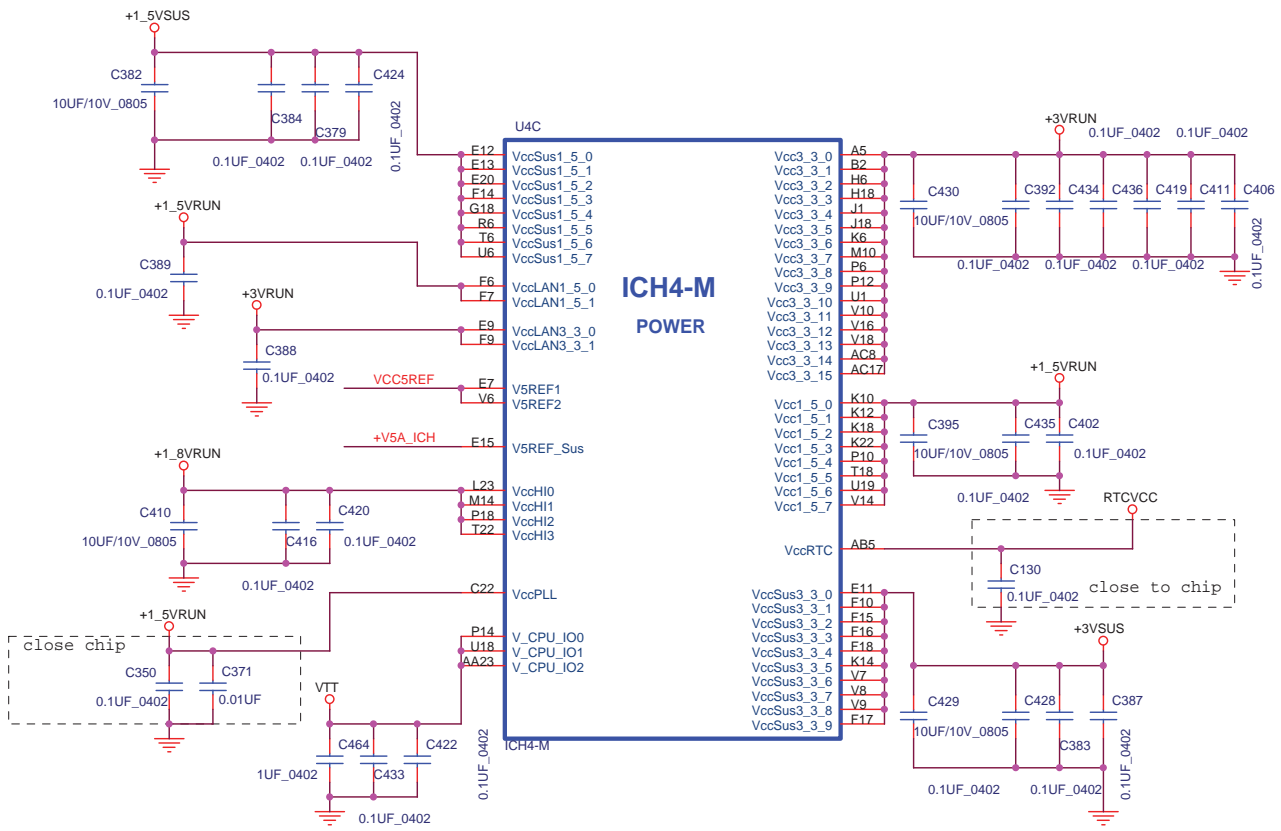 +1_5VSUS
C382
10UF/10V_0805
C384
0.1UF_0402
C379
0.1UF_0402
C424
0.1UF_0402
+1_5VRUN
C389
0.1UF_0402
+3VRUN
C388
0.1UF_0402
VCC5REF
+V5A_ICH
+1_8VRUN
C410
10UF/10V_0805
C416
0.1UF_0402
C420
0.1UF_0402
+1_5VRUN
close chip
C350
0.1UF_0402
C371
0.01UF
VTT
C464
1UF_0402
C433
0.1UF_0402
C422
0.1UF_0402
U4C
ICH4-M
POWER
ICH4-M
E12 VccSus1_5_0
E13 VccSus1_5_1
E20 VccSus1_5_2
F14 VccSus1_5_3
G18 VccSus1_5_4
R6 VccSus1_5_5
T6 VccSus1_5_6
U6 VccSus1_5_7
F6 VccLAN1_5_0
F7 VccLAN1_5_1
E9 VccLAN3_3_0
F9 VccLAN3_3_1
E7 V5REF1
V6 V5REF2
E15 V5REF_Sus
L23 VccHI0
M14 VccHI1
P18 VccHI2
T22 VccHI3
C22 VccPLL
P14 V_CPU_IO0
U18 V_CPU_IO1
AA23 V_CPU_IO2
Vcc3_3_0 A5
Vcc3_3_1 B2
Vcc3_3_2 H6
Vcc3_3_3 H18
Vcc3_3_4 J1
Vcc3_3_5 J18
Vcc3_3_6 K6
Vcc3_3_7 M10
Vcc3_3_8 P6
Vcc3_3_9 P12
Vcc3_3_10 U1
Vcc3_3_11 V10
Vcc3_3_12 V16
Vcc3_3_13 V18
Vcc3_3_14 AC8
Vcc3_3_15 AC17
Vcc1_5_0 K10
Vcc1_5_1 K12
Vcc1_5_2 K18
Vcc1_5_3 K22
Vcc1_5_4 P10
Vcc1_5_5 T18
Vcc1_5_6 U19
Vcc1_5_7 V14
VccRTC AB5
VccSus3_3_0 E11
VccSus3_3_1 F10
VccSus3_3_2 F15
VccSus3_3_3 F16
VccSus3_3_4 F18
VccSus3_3_5 K14
VccSus3_3_6 V7
VccSus3_3_7 V8
VccSus3_3_8 V9
VccSus3_3_9 F17
+3VRUN
0.1UF_0402 0.1UF_0402
C430
10UF/10V_0805
C392 C434 C436 C419 C411 C406
0.1UF_0402 0.1UF_0402 0.1UF_0402
0.1UF_0402
+1_5VRUN
C395
10UF/10V_0805
C435
0.1UF_0402
C402
0.1UF_0402
RTCVCC
C130
0.1UF_0402
close to chip
+3VSUS
C429
10UF/10V_0805
C428
0.1UF_0402
C383
0.1UF_0402
C387
0.1UF_0402